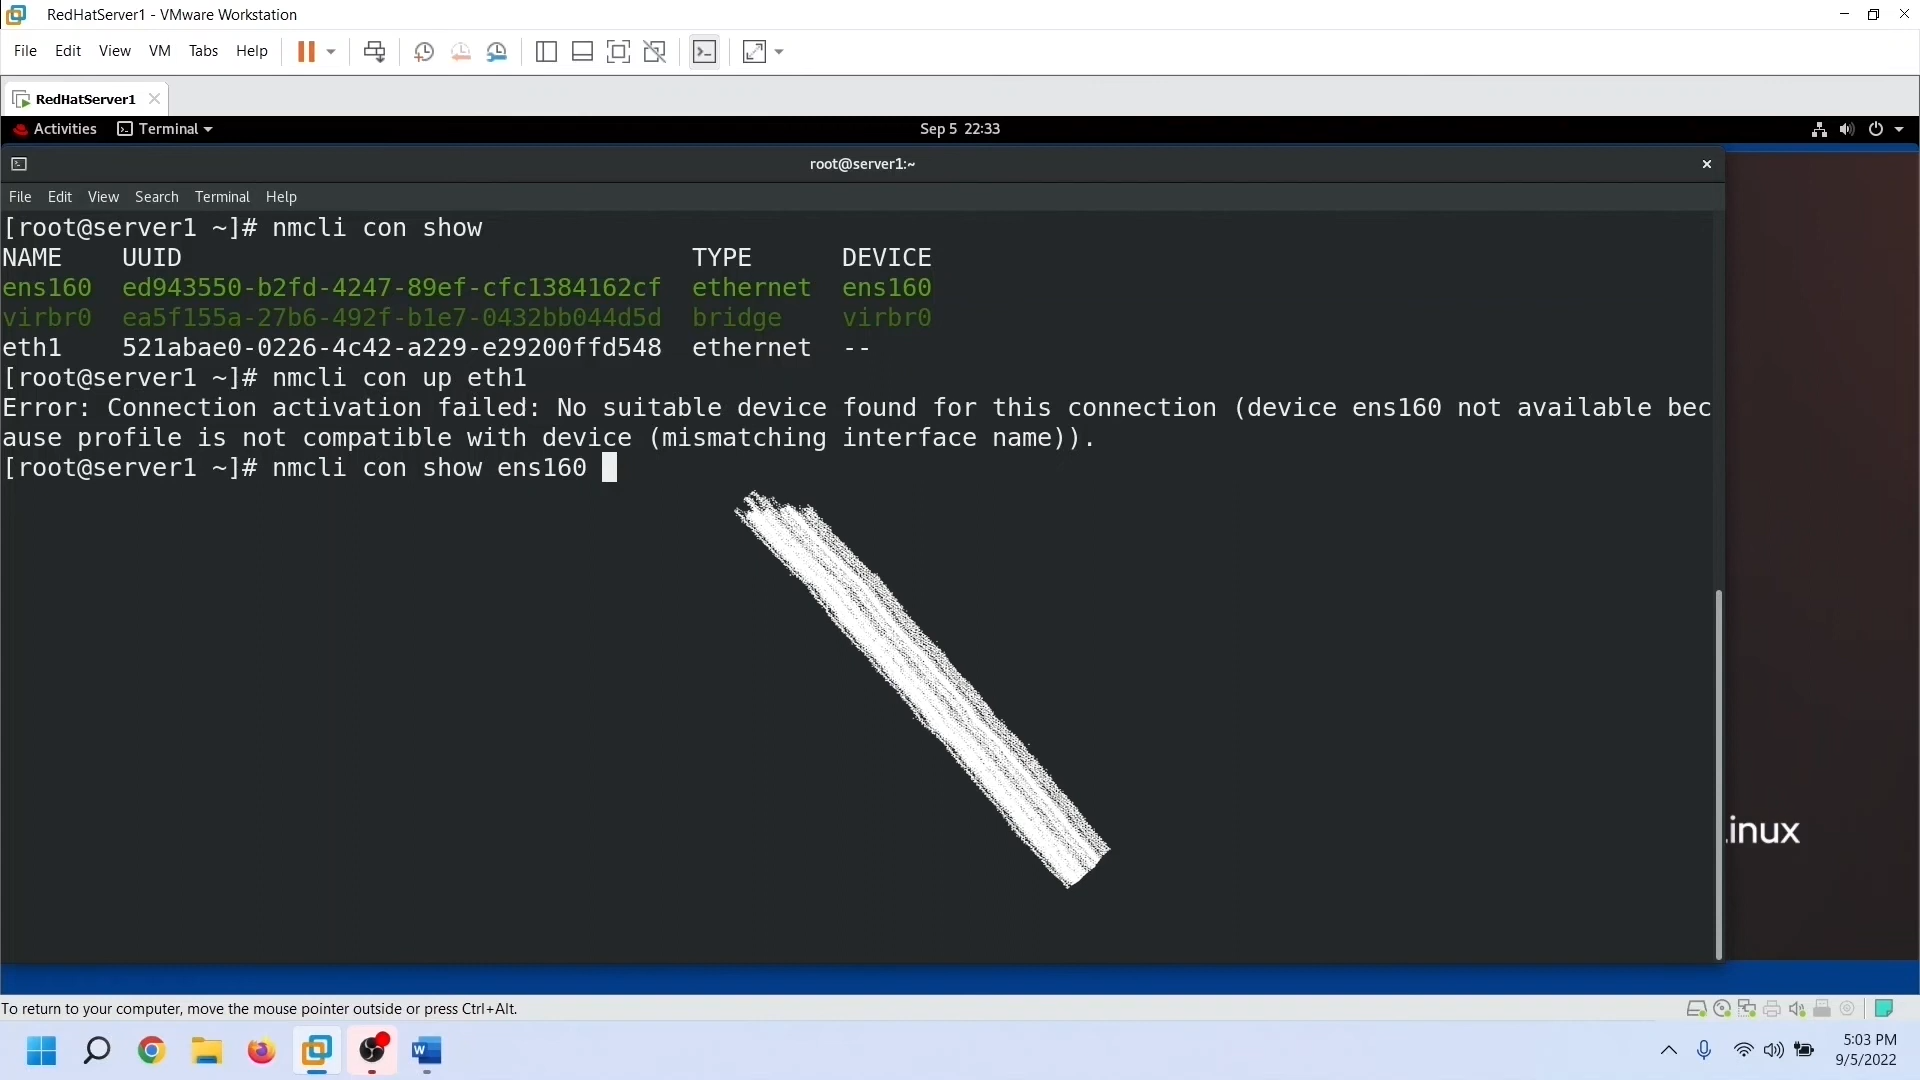 RedHatServer1 - VMware Workstation
File Edit View VM Tabs Help
RedHatServer1
Activities Terminal Sep 5 22:33
root@server1:~
File Edit View Search Terminal Help
[root@server1 ~]# nmcli con show
NAME UUID TYPE DEVICE
ens160 ed943550-b2fd-4247-89ef-cfc1384162cf ethernet ens160
virbr0 ea5f155a-27b6-492f-b1e7-0432bb044d5d bridge virbr0
eth1 521abae0-0226-4c42-a229-e29200ffd548 ethernet --
[root@server1 ~]# nmcli con up eth1
Error: Connection activation failed: No suitable device found for this connection (device ens160 not available bec
ause profile is not compatible with device (mismatching interface name)).
[root@server1 ~]# nmcli con show ens160
inux
To return to your computer, move the mouse pointer outside or press Ctrl+Alt.
5:03 PM
9/5/2022